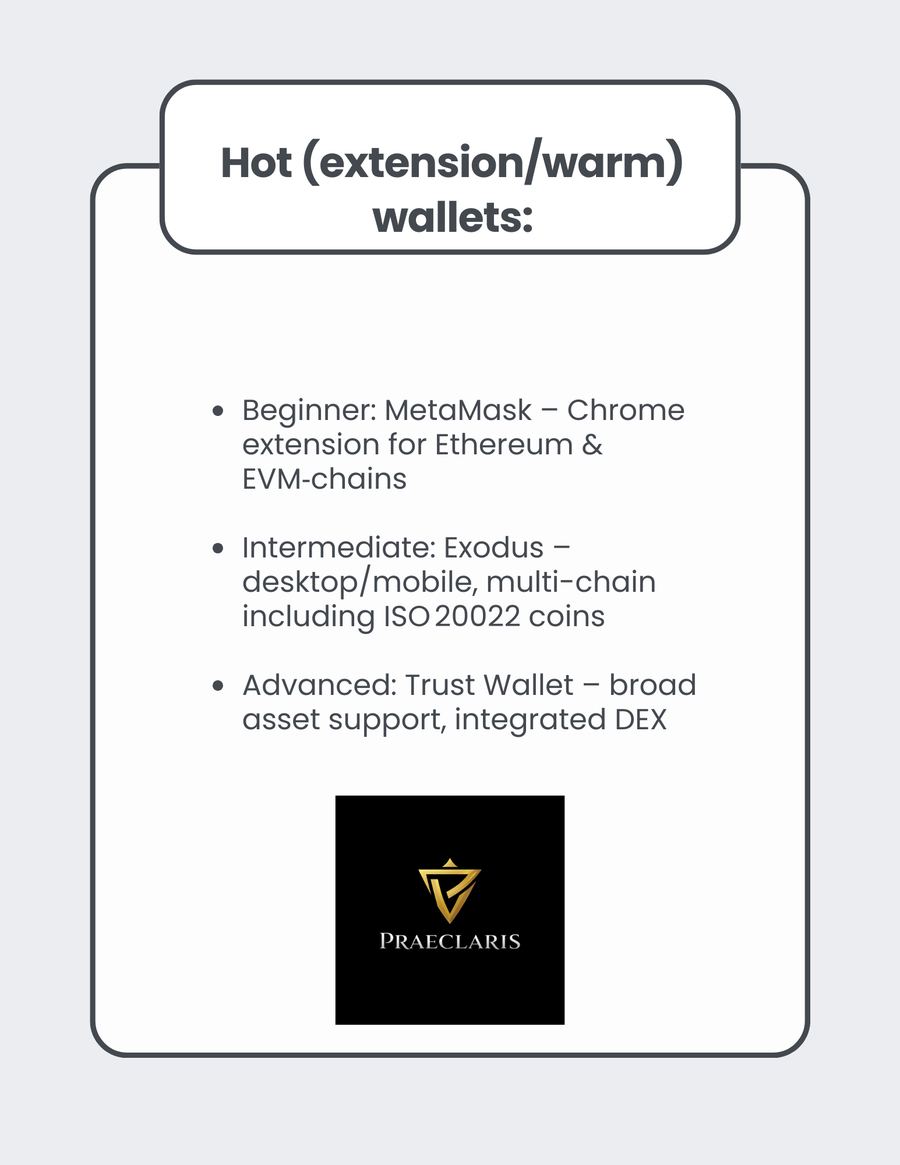 Hot (extension/warm)
wallets:
• Beginner: MetaMask – Chrome
extension for Ethereum &
EVM-chains
• Intermediate: Exodus –
desktop/mobile, multi-chain
including ISO 20022 coins
• Advanced: Trust Wallet – broad
asset support, integrated DEX
PRAECLARIS